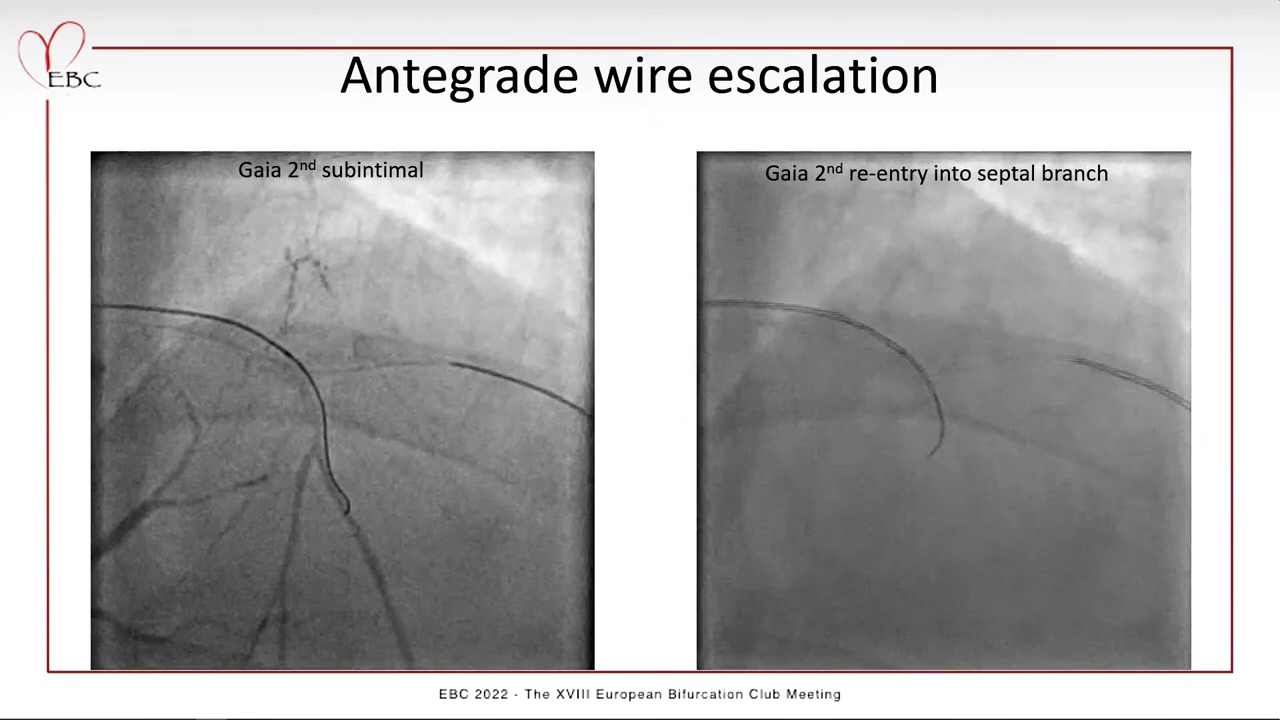 EBC
Antegrade wire escalation
Gaia 2nd subintimal
Gaia 2nd re-entry into septal branch
EBC 2022 - The XVIII European Bifurcation Club Meeting